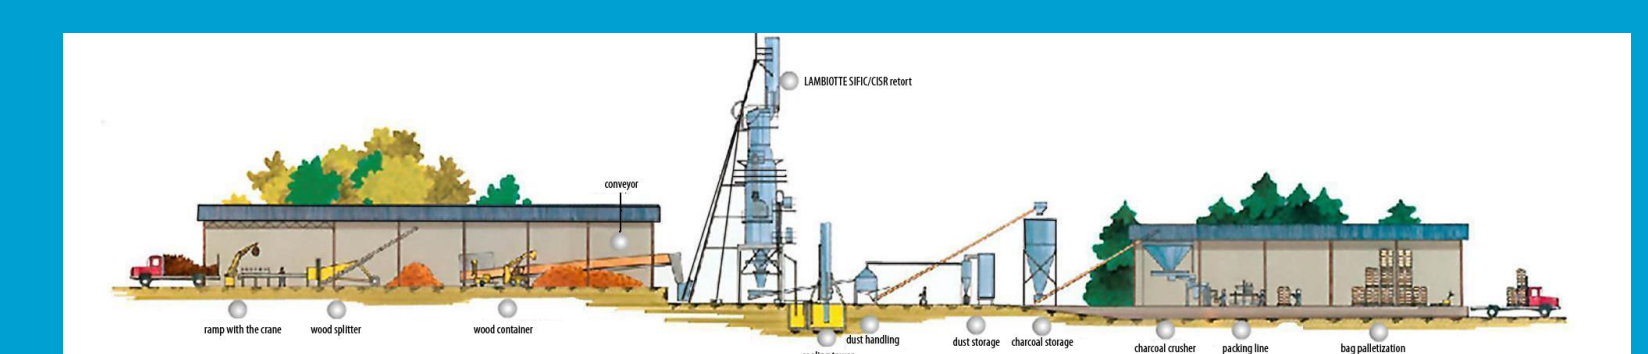 LAMBIOTTE SIFIC/CISR retort
conveyor
ramp with the crane
wood splitter
wood container
dust handling
dust storage
charcoal storage
charcoal crusher
packing line
bag palletization